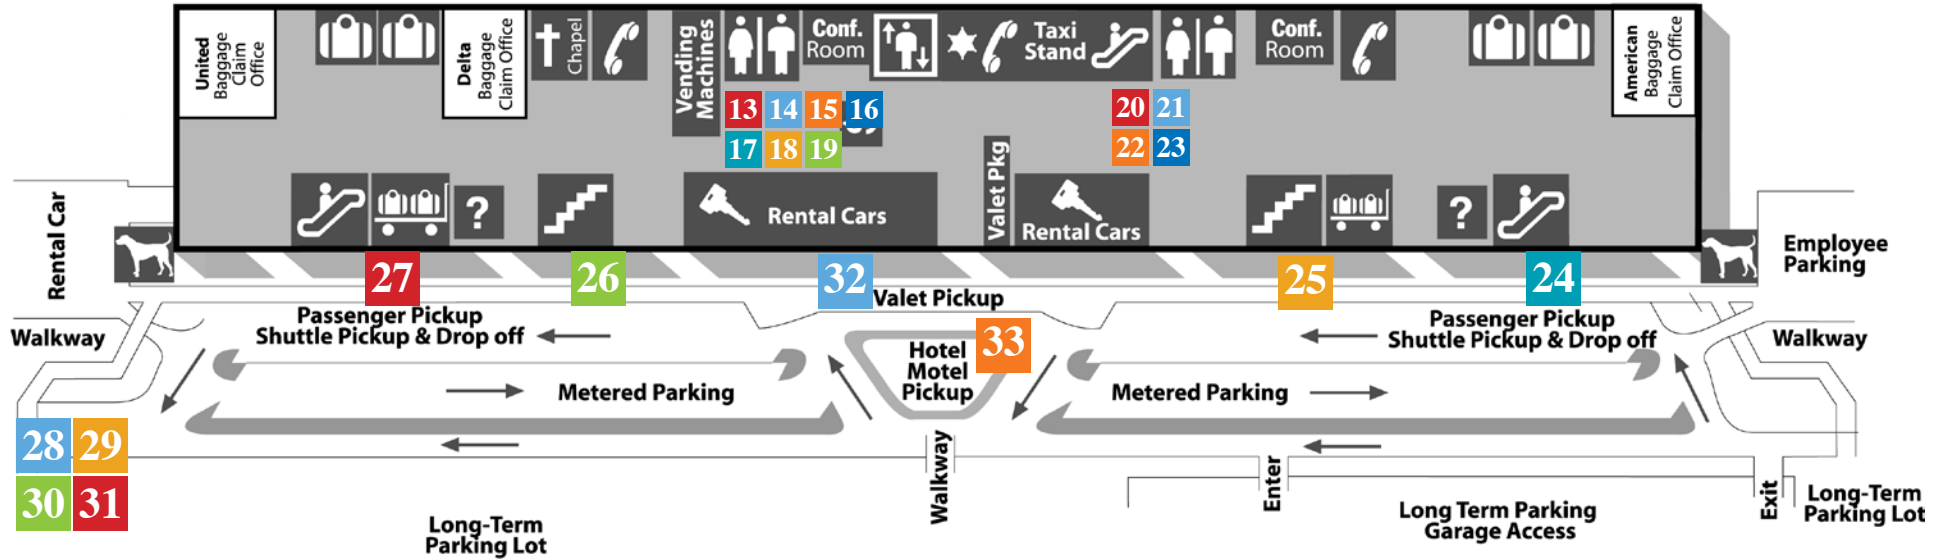 United
Baggage
Claim
Office
Delta
Baggage
Claim Office
Chapel
Vending
Machines
Conf.
Room
Taxi
Stand
Conf.
Room
American
Baggage
Claim Office
13 14 15 16
17 18 19
20 21
22 23
?
Rental Cars
Valet Pkg
Rental Cars
?
Rental Car
Employee
Parking
27
26
32
25
24
Valet Pickup
Passenger Pickup
Shuttle Pickup & Drop off
Passenger Pickup
Shuttle Pickup & Drop off
Walkway
Walkway
33
Hotel
Motel
Pickup
Metered Parking
Metered Parking
28 29
30 31
Walkway
Enter
Exit
Long-Term
Parking Lot
Long Term Parking
Garage Access
Long-Term
Parking Lot